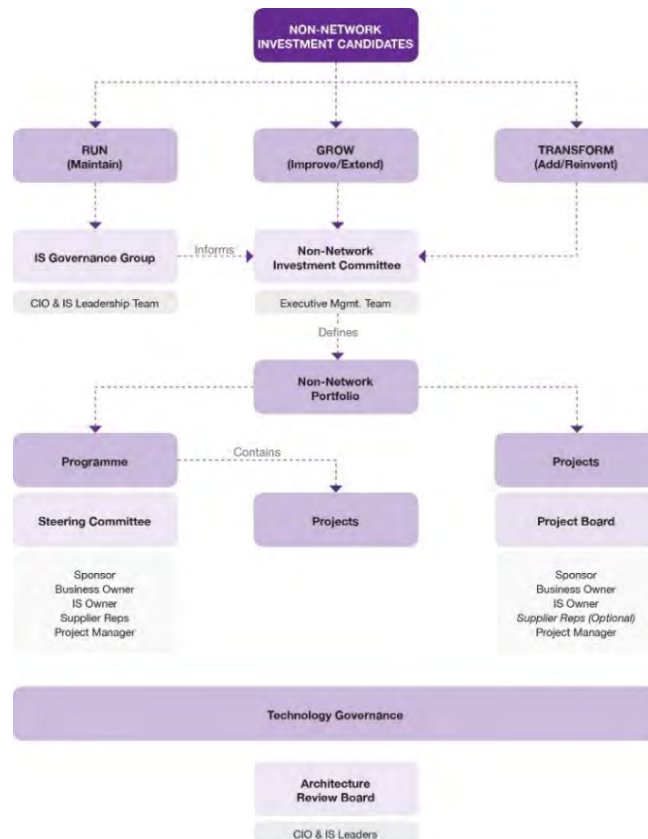 NON-NETWORK
INVESTMENT CANDIDATES
RUN
(Maintain)
GROW
(Improve/Extend)
TRANSFORM
(Add/Reinvent)
IS Governance Group
Informs
Non-Network
Investment Committee
CIO & IS Leadership Team
Executive Mgmt. Team
Defines
Non-Network
Portfolio
Programme
Contains
Projects
Projects
Steering Committee
Project Board
Sponsor
Business Owner
IS Owner
Supplier Reps
Project Manager
Sponsor
Business Owner
IS Owner
Supplier Reps (Optional)
Project Manager
Technology Governance
Architecture
Review Board
CIO & IS Leaders